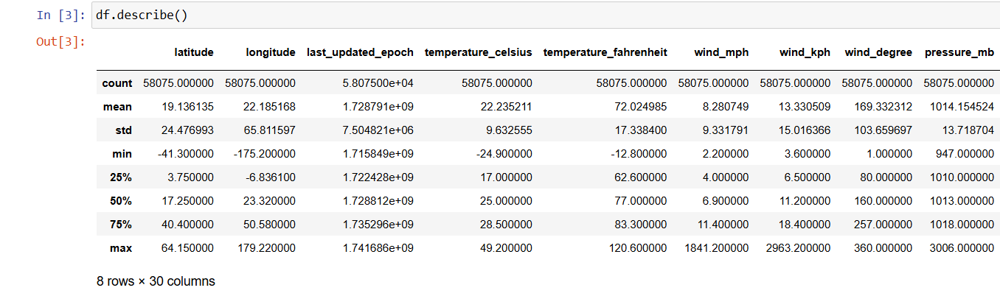 In [3]: df.describe()
Out[3]:
latitude longitude last_updated_epoch temperature_celsius temperature_fahrenheit wind_mph wind_kph wind_degree pressure_mb
count 58075.000000 58075.000000 5.807500e+04 58075.000000 58075.000000 58075.000000 58075.000000 58075.000000 58075.000000
mean 19.136135 22.185168 1.728791e+09 22.235211 72.024985 8.280749 13.330509 169.332312 1014.154524
std 24.476993 65.811597 7.504821e+06 9.632555 17.338400 9.331791 15.016366 103.659697 13.718704
min -41.300000 -175.200000 1.715849e+09 -24.900000 -12.800000 2.200000 3.600000 1.000000 947.000000
25% 3.750000 -6.836100 1.722428e+09 17.000000 62.600000 4.000000 6.500000 80.000000 1010.000000
50% 17.250000 23.320000 1.728812e+09 25.000000 77.000000 6.900000 11.200000 160.000000 1013.000000
75% 40.400000 50.580000 1.735296e+09 28.500000 83.300000 11.400000 18.400000 257.000000 1018.000000
max 64.150000 179.220000 1.741686e+09 49.200000 120.600000 1841.200000 2963.200000 360.000000 3006.000000
8 rows × 30 columns